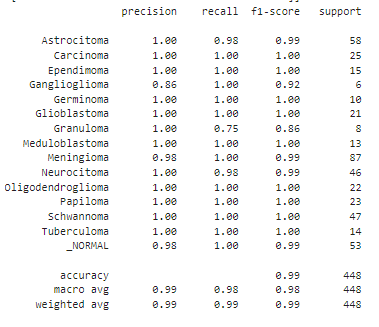 precision recall f1-score support
Astrocitoma 1.00 0.98 0.99 58
Carcinoma 1.00 1.00 1.00 25
Ependimoma 1.00 1.00 1.00 15
Ganglioglioma 0.86 1.00 0.92 6
Germinoma 1.00 1.00 1.00 10
Glioblastoma 1.00 1.00 1.00 21
Granuloma 1.00 0.75 0.86 8
Meduloblastoma 1.00 1.00 1.00 13
Meningioma 0.98 1.00 0.99 87
Neurocitoma 1.00 0.98 0.99 46
Oligodendroglioma 1.00 1.00 1.00 22
Papiloma 1.00 1.00 1.00 23
Schwannoma 1.00 1.00 1.00 47
Tuberculoma 1.00 1.00 1.00 14
_NORMAL 0.98 1.00 0.99 53
accuracy 0.99 448
macro avg 0.99 0.98 0.98 448
weighted avg 0.99 0.99 0.99 448